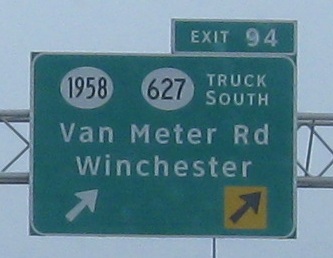 EXIT 94
1958 627 TRUCK
SOUTH
Van Meter Rd
Winchester